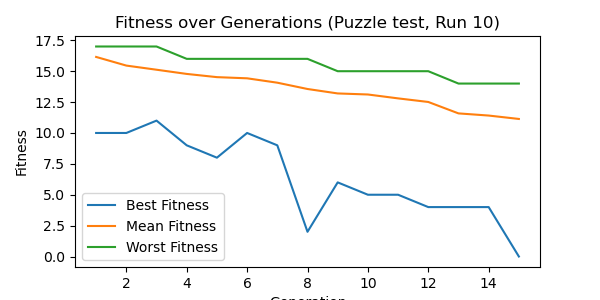 Fitness over Generations (Puzzle test, Run 10)
17.5
15.0
12.5
10.0
7.5
5.0
2.5
0.0
Fitness
Best Fitness
Mean Fitness
Worst Fitness
2 4 6 8 10 12 14
Generation